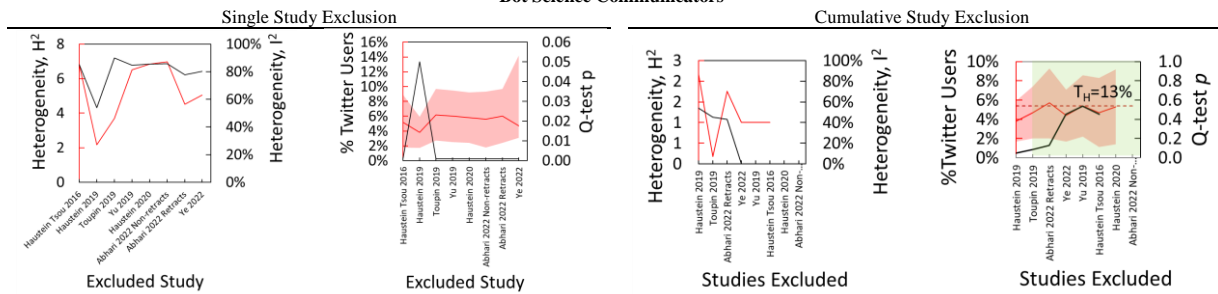 Bot Science Communicators
Single Study Exclusion
Cumulative Study Exclusion
Heterogeneity, H²
8
6
4
2
0
100%
80%
60%
40%
20%
0%
Heterogeneity, I²
Haustein Tsou 2016
Haustein 2019
Toupin 2019
Yu 2019
Haustein 2020
Abhari 2022 Non-retracts
Abhari 2022 Retracts
Ye 2022
Excluded Study
% Twitter Users
16%
14%
12%
10%
8%
6%
4%
2%
0%
0.06
0.05
0.04
0.03
0.02
0.01
0.00
Q-test p
Haustein Tsou 2016
Haustein 2019
Toupin 2019
Yu 2019
Haustein 2020
Abhari 2022 Non-retracts
Abhari 2022 Retracts
Ye 2022
Excluded Study
Heterogeneity, H²
3
2
2
1
1
0
100%
80%
60%
40%
20%
0%
Heterogeneity, I²
Haustein 2019
Toupin 2019
Abhari 2022 Retracts
Ye 2022
Yu 2019
Haustein Tsou 2016
Haustein 2020
Abhari 2022 Non-...
Studies Excluded
%Twitter Users
10%
8%
6%
4%
2%
0%
T_H=13%
1.0
0.8
0.6
0.4
0.2
0.0
Q-test p
Haustein 2019
Toupin 2019
Abhari 2022 Retracts
Ye 2022
Yu 2019
Haustein Tsou 2016
Haustein 2020
Abhari 2022 Non-...
Studies Excluded